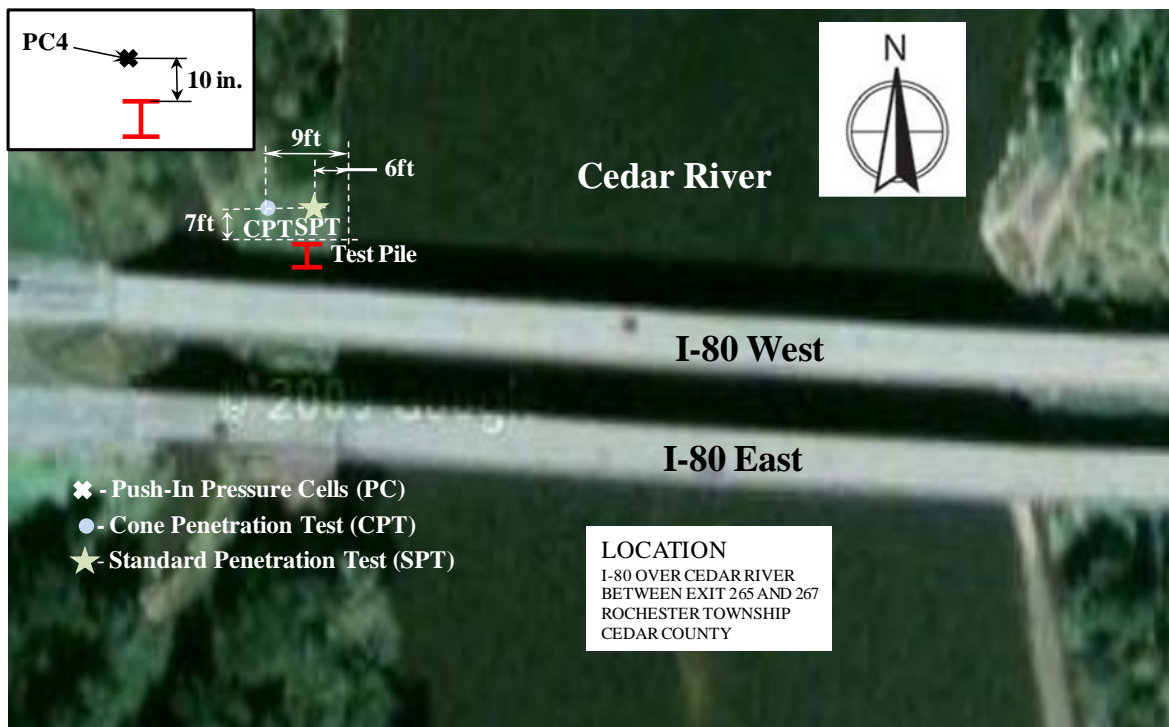 PC4
10 in.
N
9ft
6ft
Cedar River
7ft
CPT
SPT
Test Pile
I-80 West
© 2009 Googl
I-80 East
- Push-In Pressure Cells (PC)
- Cone Penetration Test (CPT)
- Standard Penetration Test (SPT)
LOCATION
I-80 OVER CEDAR RIVER
BETWEEN EXIT 265 AND 267
ROCHESTER TOWNSHIP
CEDAR COUNTY